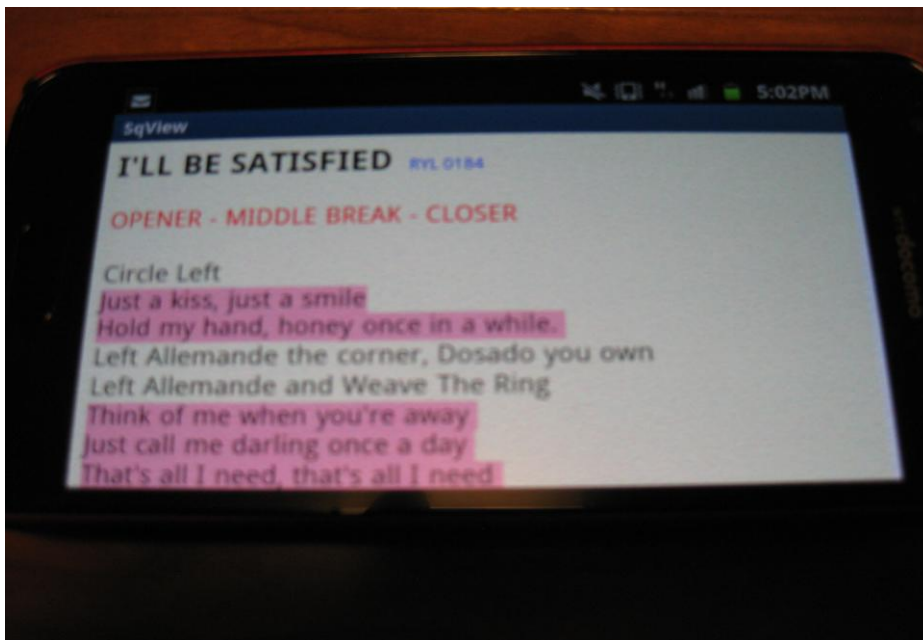 5:02PM
SqView
I'LL BE SATISFIED RYL 0184
OPENER - MIDDLE BREAK - CLOSER
Circle Left
Just a kiss, just a smile
Hold my hand, honey once in a while.
Left Allemande the corner, Dosado you own
Left Allemande and Weave The Ring
Think of me when you're away
Just call me darling once a day
That's all I need, that's all I need
docomo